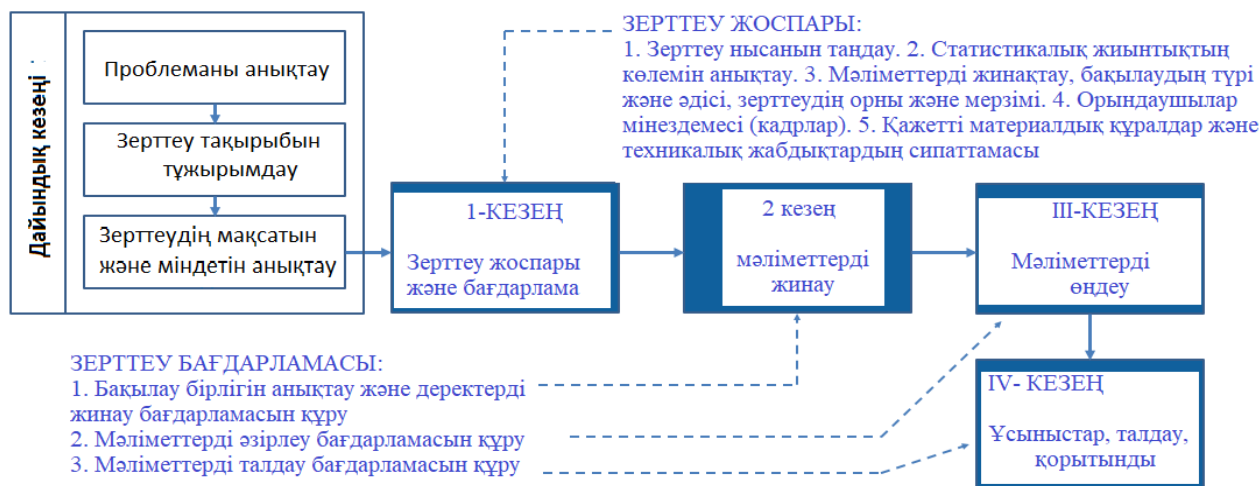 Дайындық кезеңі :
Проблеманы анықтау
Зерттеу тақырыбын
тұжырымдау
Зерттеудің мақсатын
және міндетін анықтау
ЗЕРТТЕУ ЖОСПАРЫ:
1. Зерттеу нысанын таңдау. 2. Статистикалық жиынтықтың
көлемін анықтау. 3. Мәліметтерді жинақтау, бақылаудың түрі
және әдісі, зерттеудің орны және мерзімі. 4. Орындаушылар
мінездемесі (кадрлар). 5. Қажетті материалдық құралдар және
техникалық жабдықтардың сипаттамасы
1-КЕЗЕҢ
Зерттеу жоспары
және бағдарлама
2 кезең
мәліметтерді
жинау
III-КЕЗЕҢ
Мәліметтерді
өңдеу
ЗЕРТТЕУ БАҒДАРЛАМАСЫ:
1. Бақылау бірлігін анықтау және деректерді
жинау бағдарламасын құру
2. Мәліметтерді әзірлеу бағдарламасын құру
3. Мәліметтерді талдау бағдарламасын құру
IV- КЕЗЕҢ
Ұсыныстар, талдау,
қорытынды